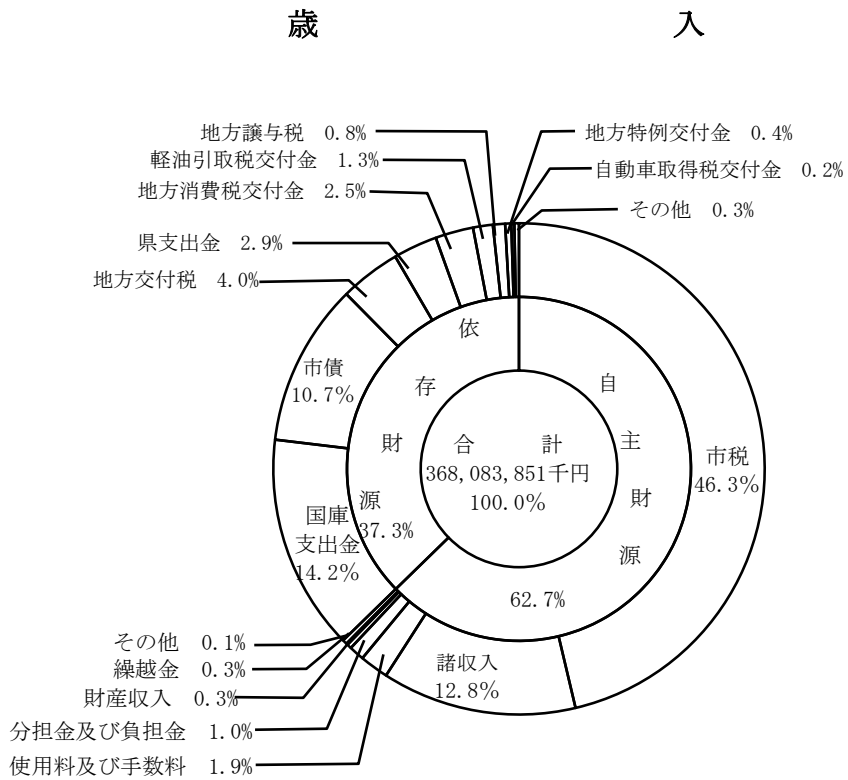 歳　入
地方譲与税　0.8%
地方特例交付金　0.4%
軽油引取税交付金　1.3%
自動車取得税交付金　0.2%
地方消費税交付金　2.5%
その他　0.3%
県支出金　2.9%
地方交付税　4.0%
市債
10.7%
依存財源
37.3%
自主財源
62.7%
合　計
368,083,851千円
100.0%
市税
46.3%
国庫
支出金
14.2%
諸収入
12.8%
その他　0.1%
繰越金　0.3%
財産収入　0.3%
分担金及び負担金　1.0%
使用料及び手数料　1.9%